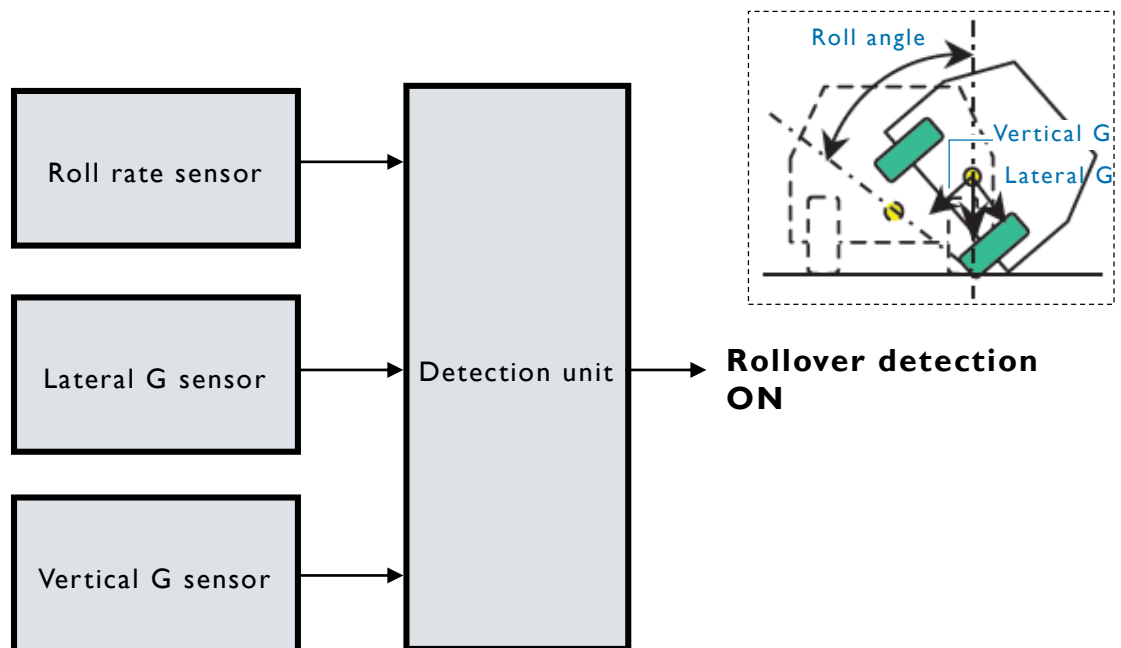 Roll angle
Vertical G
Lateral G
Roll rate sensor
Lateral G sensor
Vertical G sensor
Detection unit
Rollover detection
ON